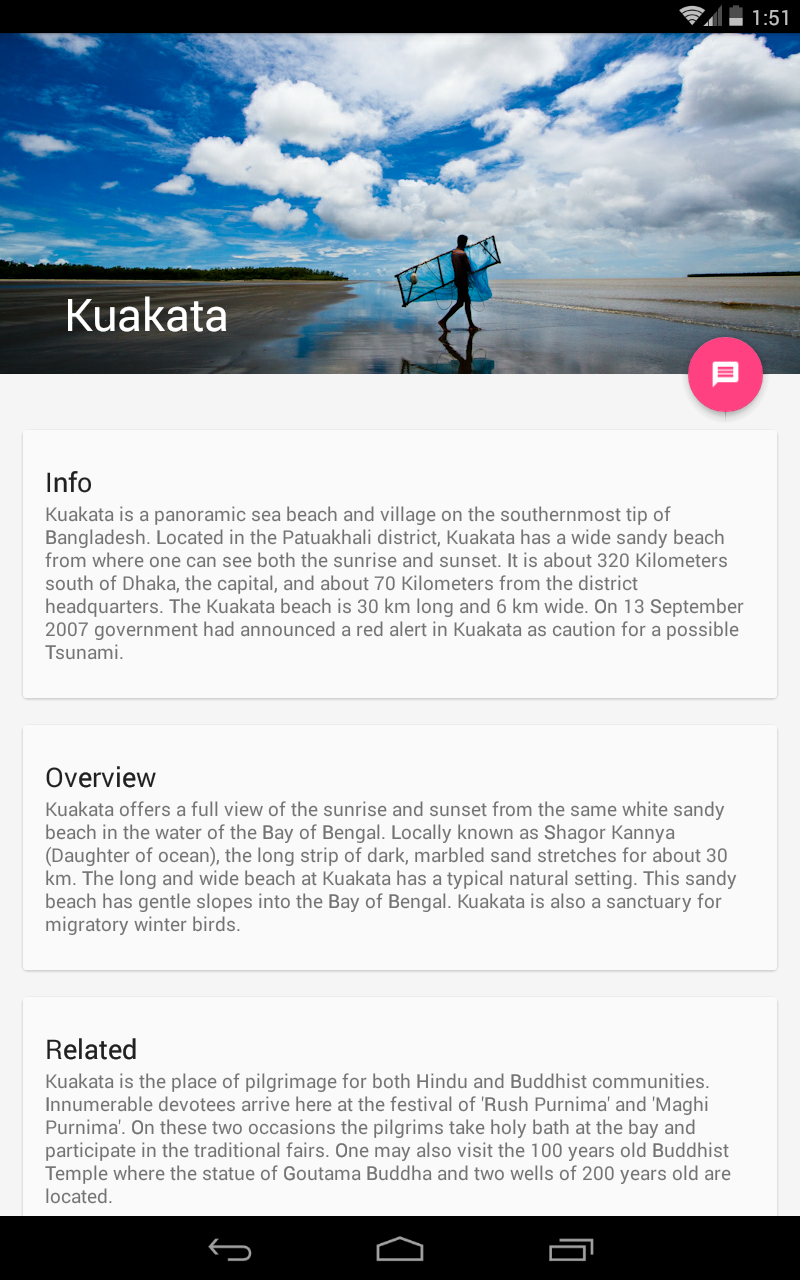 1:51
Kuakata
Info
Kuakata is a panoramic sea beach and village on the southernmost tip of
Bangladesh. Located in the Patuakhali district, Kuakata has a wide sandy beach
from where one can see both the sunrise and sunset. It is about 320 Kilometers
south of Dhaka, the capital, and about 70 Kilometers from the district
headquarters. The Kuakata beach is 30 km long and 6 km wide. On 13 September
2007 government had announced a red alert in Kuakata as caution for a possible
Tsunami.
Overview
Kuakata offers a full view of the sunrise and sunset from the same white sandy
beach in the water of the Bay of Bengal. Locally known as Shagor Kannya
(Daughter of ocean), the long strip of dark, marbled sand stretches for about 30
km. The long and wide beach at Kuakata has a typical natural setting. This sandy
beach has gentle slopes into the Bay of Bengal. Kuakata is also a sanctuary for
migratory winter birds.
Related
Kuakata is the place of pilgrimage for both Hindu and Buddhist communities.
Innumerable devotees arrive here at the festival of 'Rush Purnima' and 'Maghi
Purnima'. On these two occasions the pilgrims take holy bath at the bay and
participate in the traditional fairs. One may also visit the 100 years old Buddhist
Temple where the statue of Goutama Buddha and two wells of 200 years old are
located.